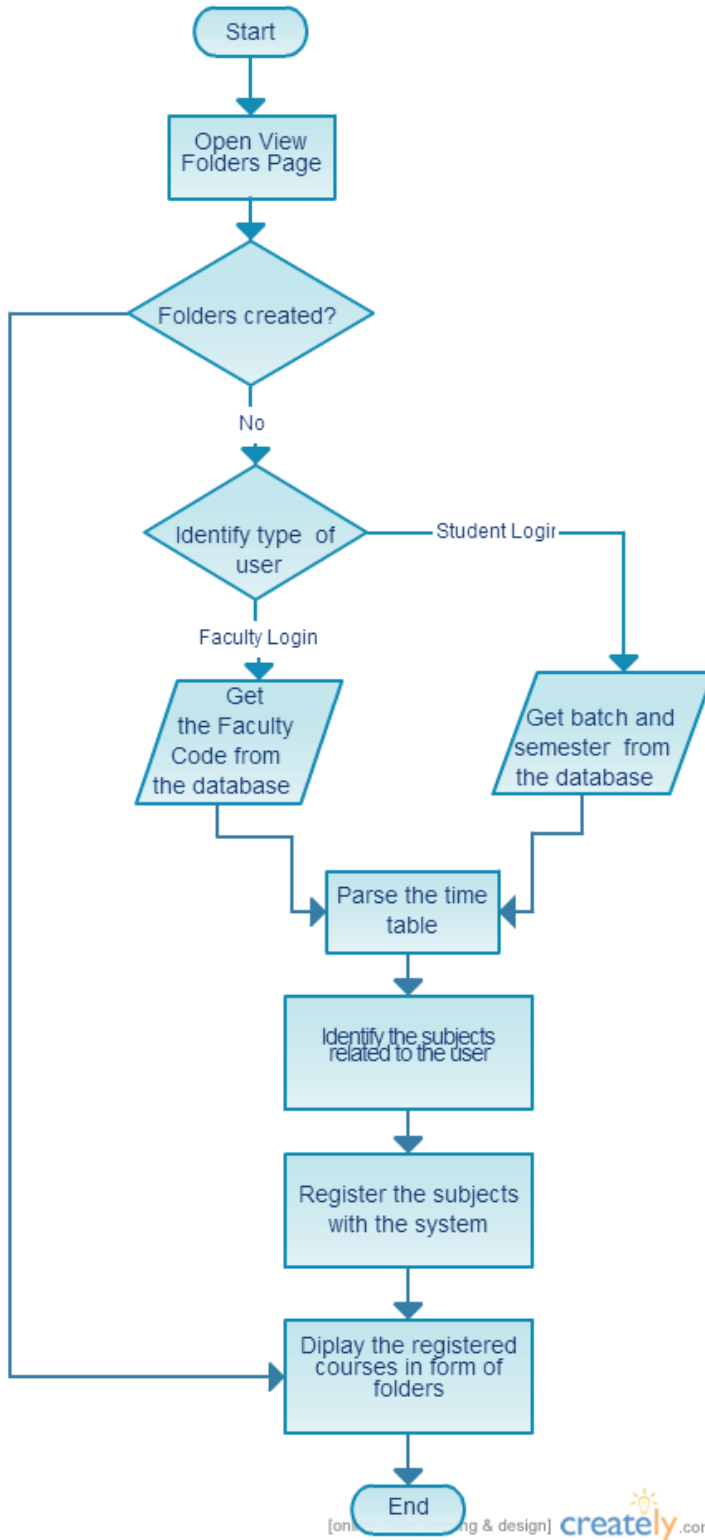 Start
Open View
Folders Page
Folders created?
No
Identify type of
user
Student Login
Faculty Login
Get
the Faculty
Code from
the database
Get batch and
semester from
the database
Parse the time
table
Identify the subjects
related to the user
Register the subjects
with the system
Diplay the registered
courses in form of
folders
End
& design] creately.com